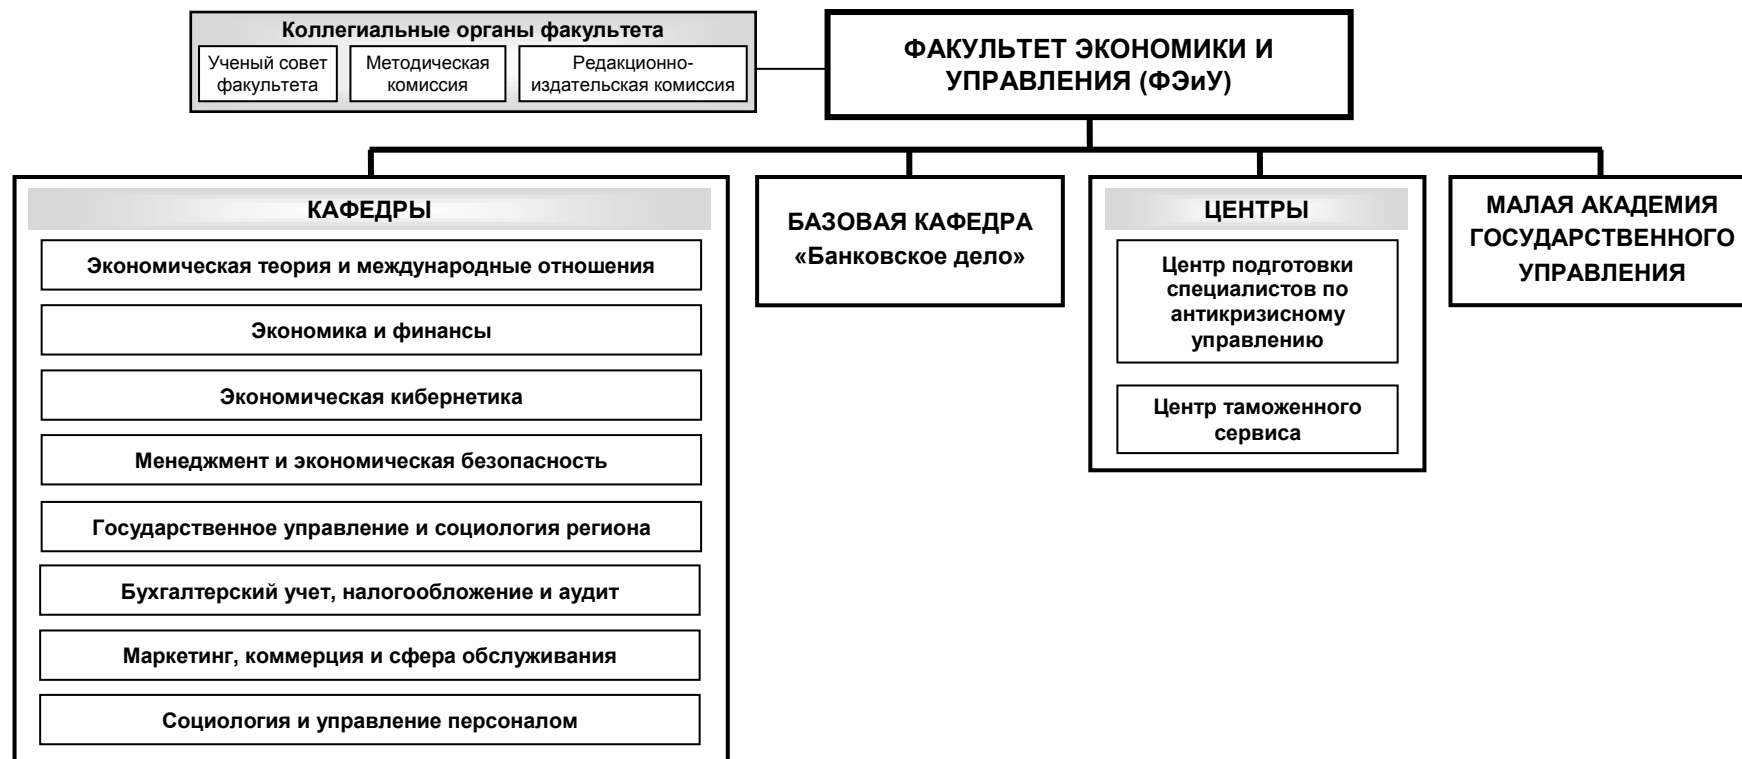 Коллегиальные органы факультета
Ученый совет
факультета
Методическая
комиссия
Редакционно-
издательская комиссия
ФАКУЛЬТЕТ ЭКОНОМИКИ И
УПРАВЛЕНИЯ (ФЭиУ)
КАФЕДРЫ
Экономическая теория и международные отношения
Экономика и финансы
Экономическая кибернетика
Менеджмент и экономическая безопасность
Государственное управление и социология региона
Бухгалтерский учет, налогообложение и аудит
Маркетинг, коммерция и сфера обслуживания
Социология и управление персоналом
БАЗОВАЯ КАФЕДРА
«Банковское дело»
ЦЕНТРЫ
Центр подготовки
специалистов по
антикризисному
управлению
Центр таможенного
сервиса
МАЛАЯ АКАДЕМИЯ
ГОСУДАРСТВЕННОГО
УПРАВЛЕНИЯ